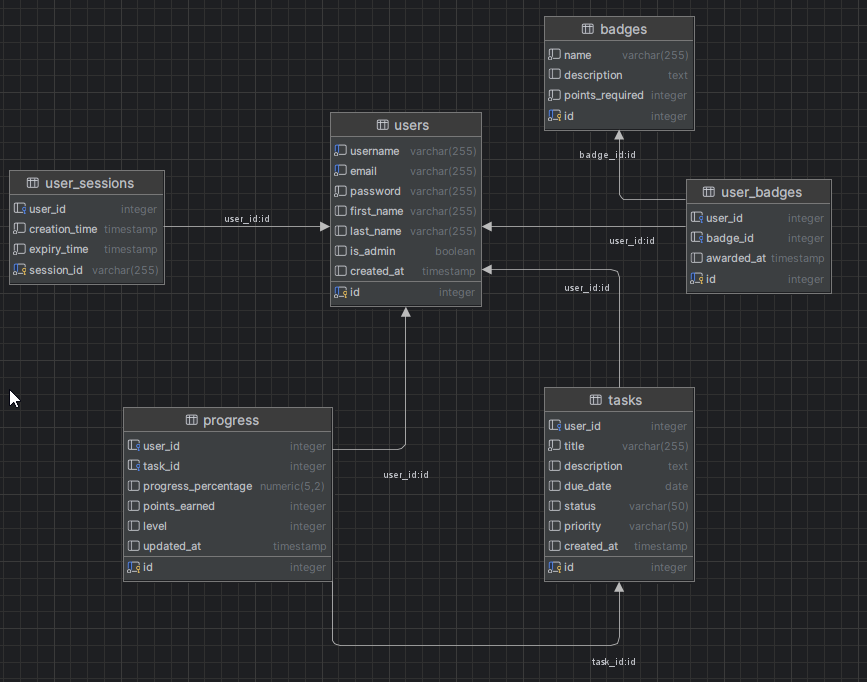 badges
name varchar(255)
description text
points_required integer
id integer
badge_id:id
users
username varchar(255)
email varchar(255)
password varchar(255)
first_name varchar(255)
last_name varchar(255)
is_admin boolean
created_at timestamp
id integer
user_sessions
user_id integer
creation_time timestamp
expiry_time timestamp
session_id varchar(255)
user_id:id
user_badges
user_id integer
badge_id integer
awarded_at timestamp
id integer
user_id:id
user_id:id
progress
user_id integer
task_id integer
progress_percentage numeric(5,2)
points_earned integer
level integer
updated_at timestamp
id integer
user_id:id
tasks
user_id integer
title varchar(255)
description text
due_date date
status varchar(50)
priority varchar(50)
created_at timestamp
id integer
task_id:id